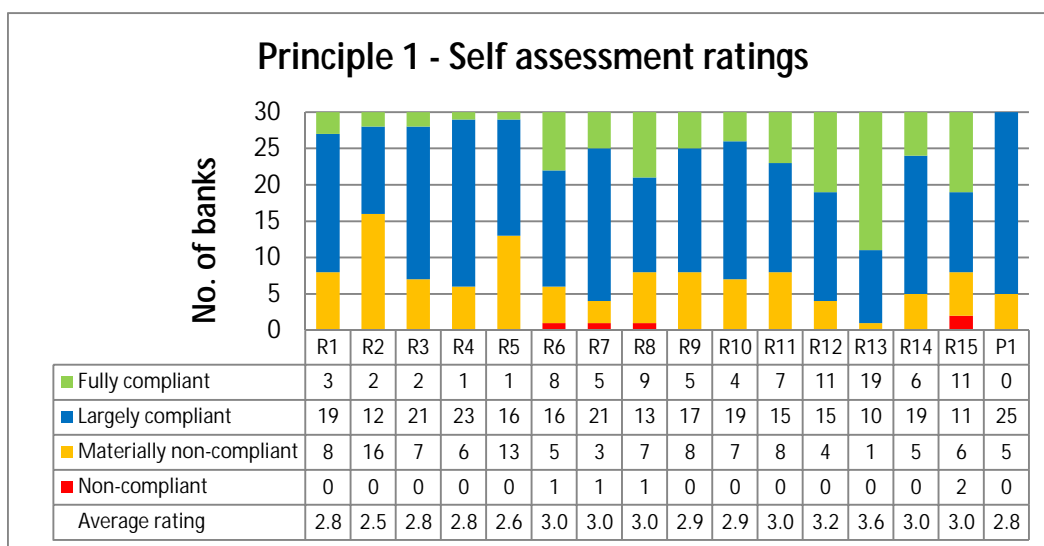 Principle 1 - Self assessment ratings
No. of banks
30
25
20
15
10
5
0
R1 R2 R3 R4 R5 R6 R7 R8 R9 R10 R11 R12 R13 R14 R15 P1
Fully compliant 3 2 2 1 1 8 5 9 5 4 7 11 19 6 11 0
Largely compliant 19 12 21 23 16 16 21 13 17 19 15 15 10 19 11 25
Materially non-compliant 8 16 7 6 13 5 3 7 8 7 8 4 1 5 6 5
Non-compliant 0 0 0 0 0 1 1 1 0 0 0 0 0 0 2 0
Average rating 2.8 2.5 2.8 2.8 2.6 3.0 3.0 3.0 2.9 2.9 3.0 3.2 3.6 3.0 3.0 2.8